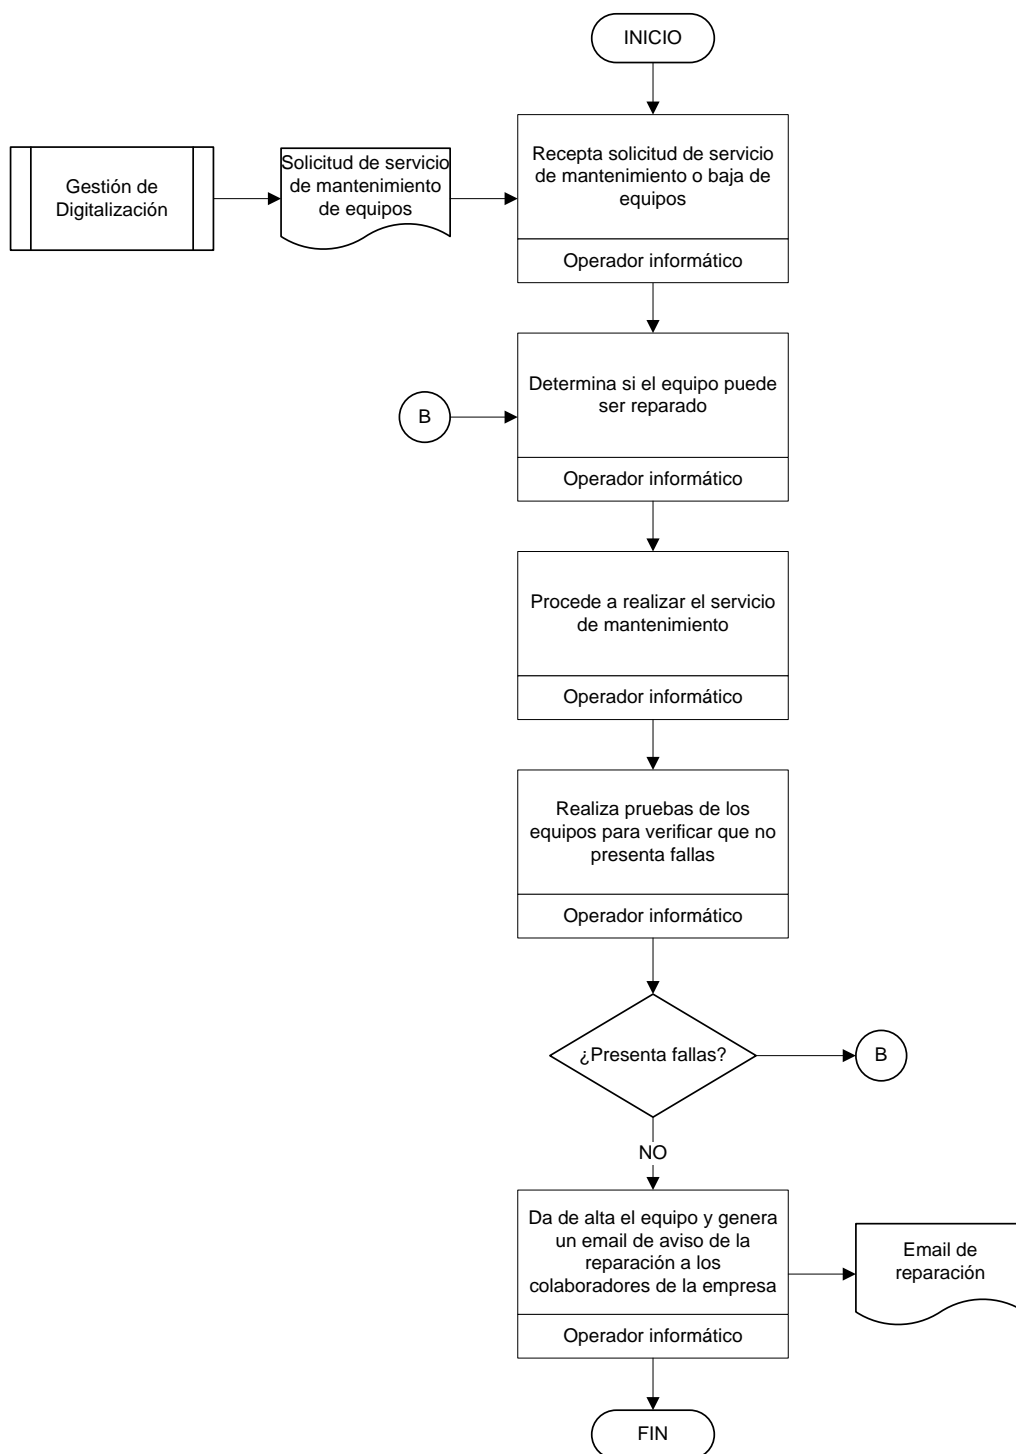 INICIO
Gestión de
Digitalización
Solicitud de servicio
de mantenimiento
de equipos
Recepta solicitud de servicio
de mantenimiento o baja de
equipos
Operador informático
B
Determina si el equipo puede
ser reparado
Operador informático
Procede a realizar el servicio
de mantenimiento
Operador informático
Realiza pruebas de los
equipos para verificar que no
presenta fallas
Operador informático
¿Presenta fallas?
B
NO
Da de alta el equipo y genera
un email de aviso de la
reparación a los
colaboradores de la empresa
Operador informático
Email de
reparación
FIN